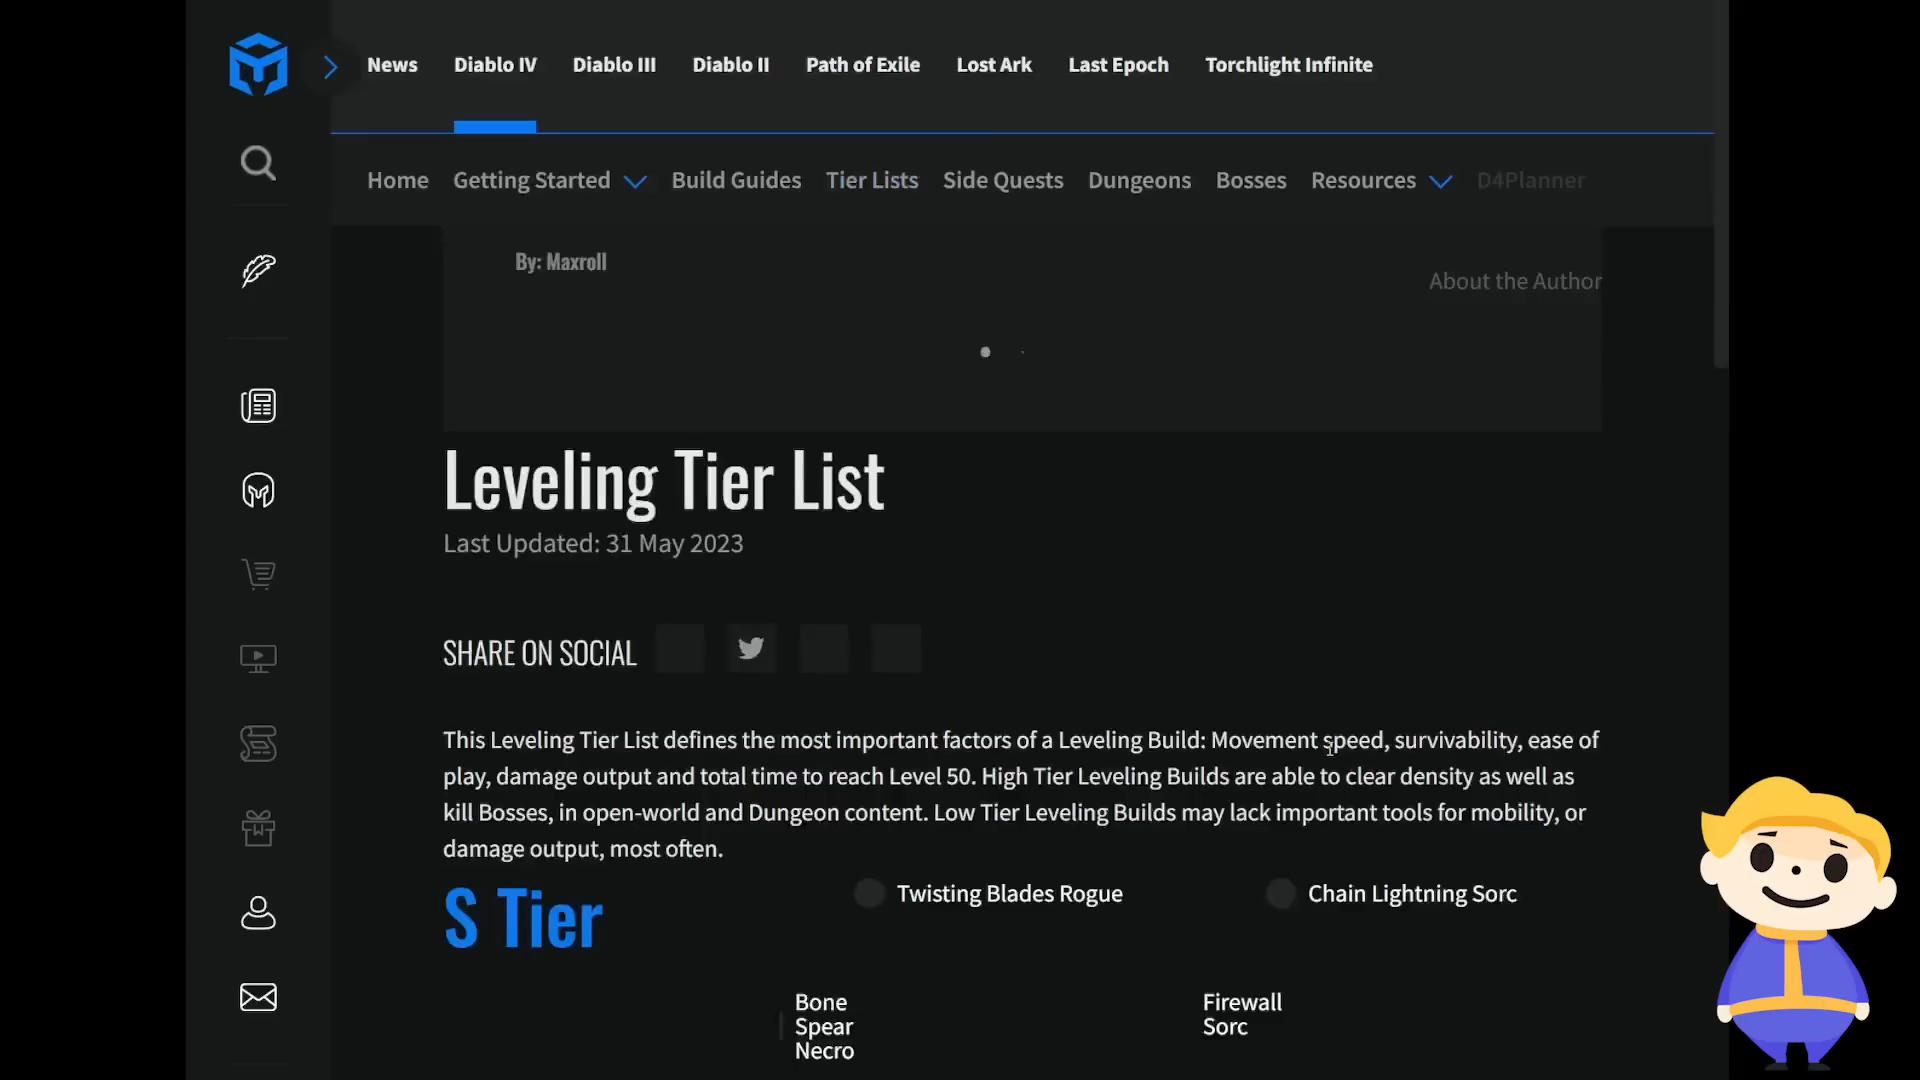 News Diablo IV Diablo III Diablo II Path of Exile Lost Ark Last Epoch Torchlight Infinite
Home Getting Started Build Guides Tier Lists Side Quests Dungeons Bosses Resources D4Planner
By: Maxroll
About the Author
Leveling Tier List
Last Updated: 31 May 2023
SHARE ON SOCIAL
This Leveling Tier List defines the most important factors of a Leveling Build: Movement speed, survivability, ease of
play, damage output and total time to reach Level 50. High Tier Leveling Builds are able to clear density as well as
kill Bosses, in open-world and Dungeon content. Low Tier Leveling Builds may lack important tools for mobility, or
damage output, most often.
S Tier
Twisting Blades Rogue
Chain Lightning Sorc
Bone
Spear
Necro
Firewall
Sorc